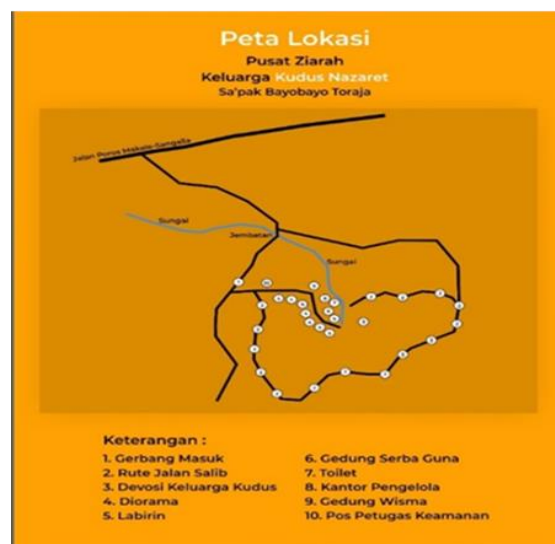 Peta Lokasi
Pusat Ziarah
Keluarga Kudus Nazaret
Sa'pak Bayobayo Toraja
Jalan Poros Makale-Sangalla
Sungai
Jembatan
Sungai
Keterangan :
1. Gerbang Masuk
2. Rute Jalan Salib
3. Devosi Keluarga Kudus
4. Diorama
5. Labirin
6. Gedung Serba Guna
7. Toilet
8. Kantor Pengelola
9. Gedung Wisma
10. Pos Petugas Keamanan